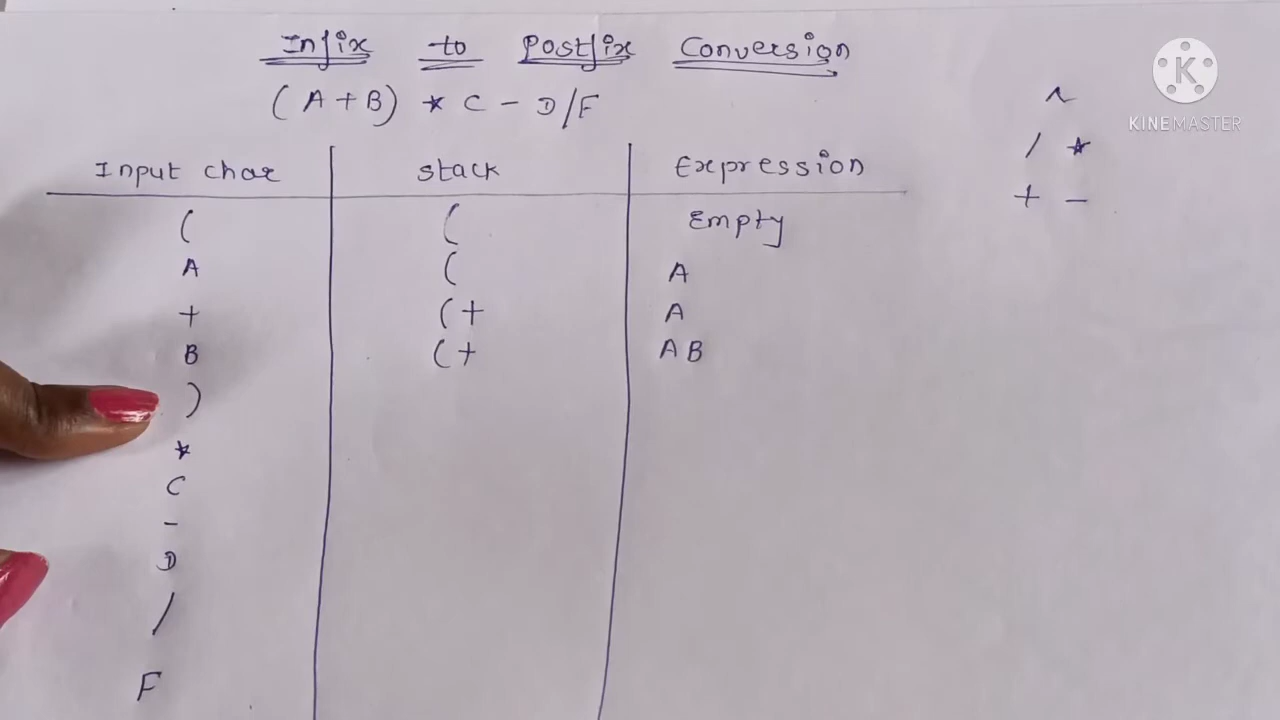 Infix to Postfix Conversion
(A+B) * C - D/F
Input char stack Expression
( ( Empty
A ( A
+ (+ A
B (+ AB
)
*
C
-
D
/
F
^
/ *
+ -
K
KINEMASTER